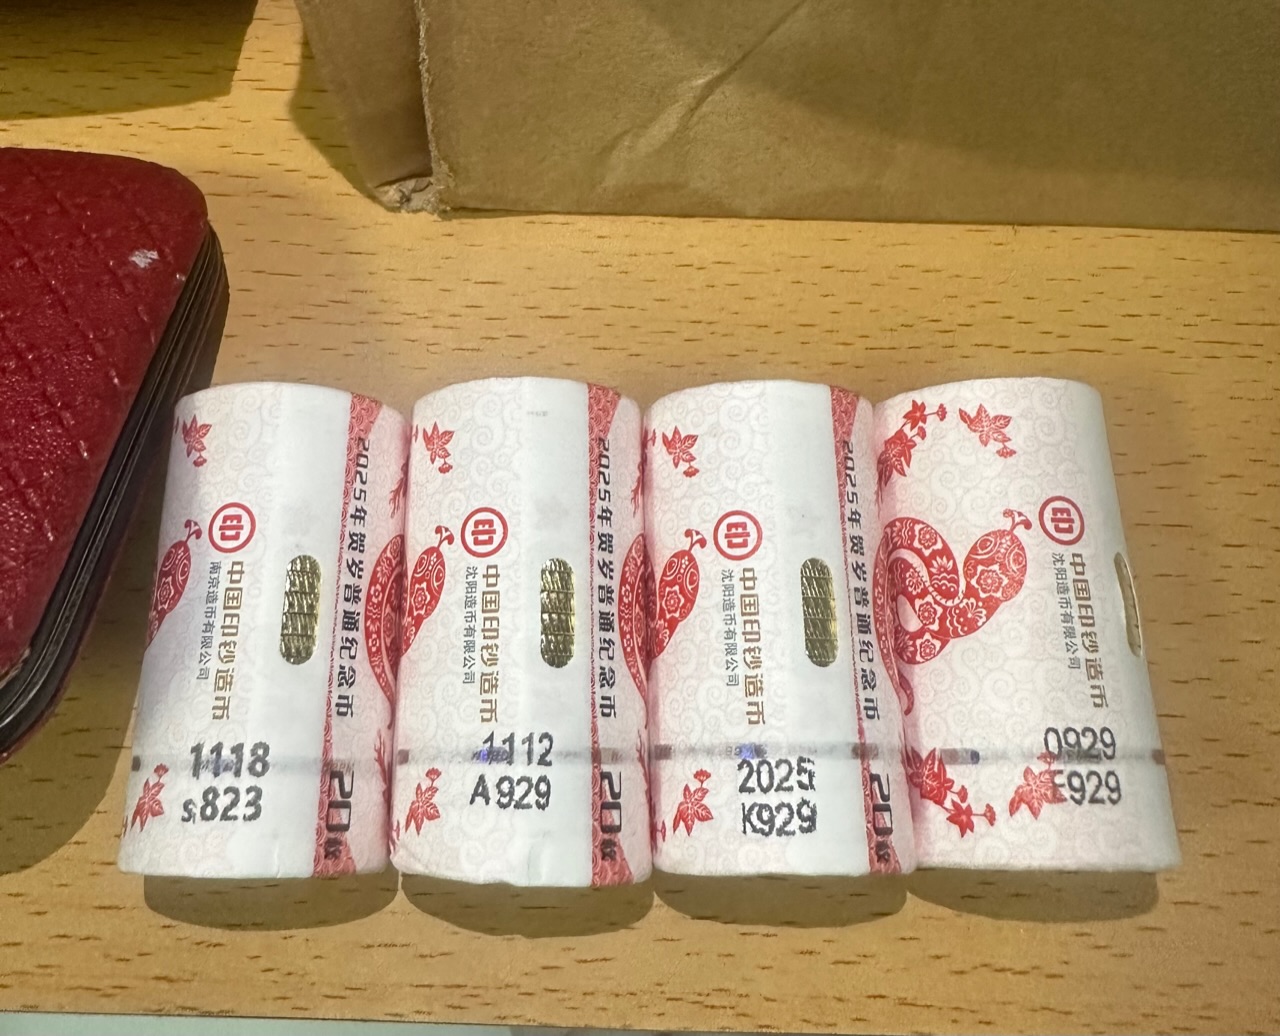 印
中国印钞造币
南京造币有限公司
2025年贺岁普通纪念币
20枚
1118
S823
印
中国印钞造币
沈阳造币有限公司
2025年贺岁普通纪念币
20枚
1112
A929
印
中国印钞造币
沈阳造币有限公司
2025年贺岁普通纪念币
20枚
2025
K929
印
中国印钞造币
沈阳造币有限公司
0929
F929